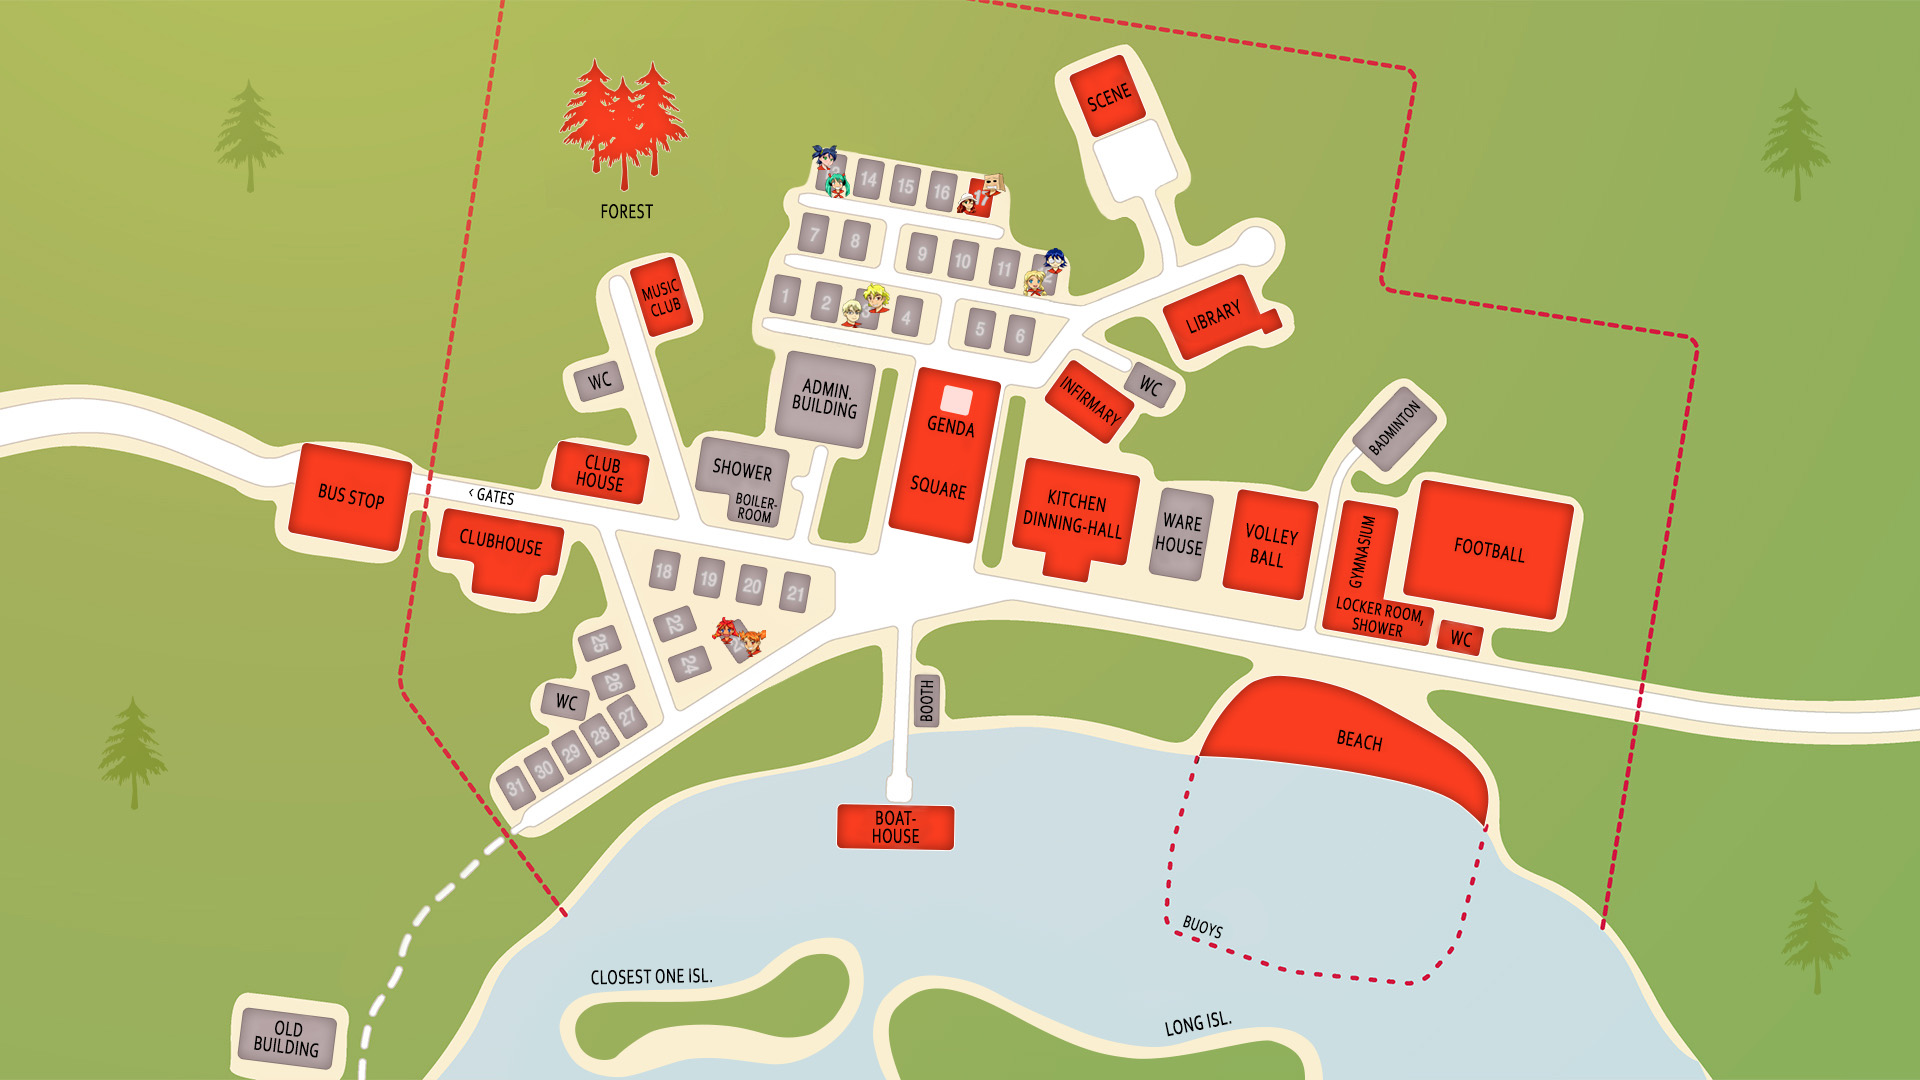 SCENE
FOREST
14
15
16
17
7
8
9
10
11
1
2
3
4
5
6
MUSIC
CLUB
LIBRARY
WC
ADMIN.
BUILDING
INFIRMARY
WC
GENDA
SQUARE
BADMINTON
BUS STOP
< GATES
CLUB
HOUSE
SHOWER
BOILER-
ROOM
CLUBHOUSE
KITCHEN
DINNING-HALL
WARE
HOUSE
VOLLEY
BALL
GYMNASIUM
LOCKER ROOM,
SHOWER
FOOTBALL
WC
18
19
20
21
22
24
25
26
WC
27
28
29
30
31
BOOTH
BEACH
BOAT-
HOUSE
BUOYS
CLOSEST ONE ISL.
LONG ISL.
OLD
BUILDING